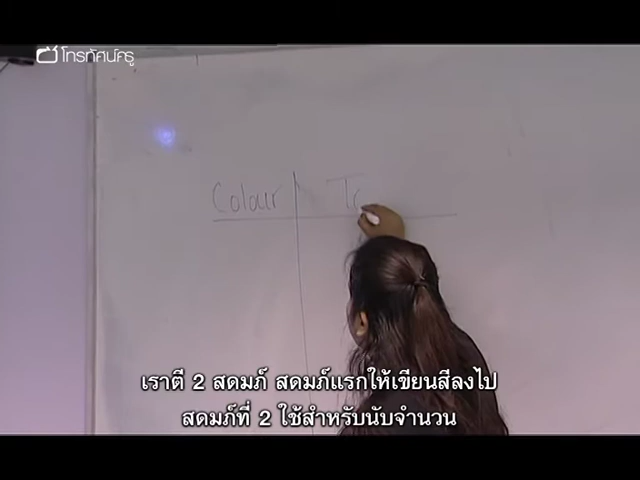 โทรทัศน์ครู
Colour
เราตี 2 สดมภ์ สดมภ์แรกให้เขียนสีลงไป
สดมภ์ที่ 2 ใช้สำหรับนับจำนวน